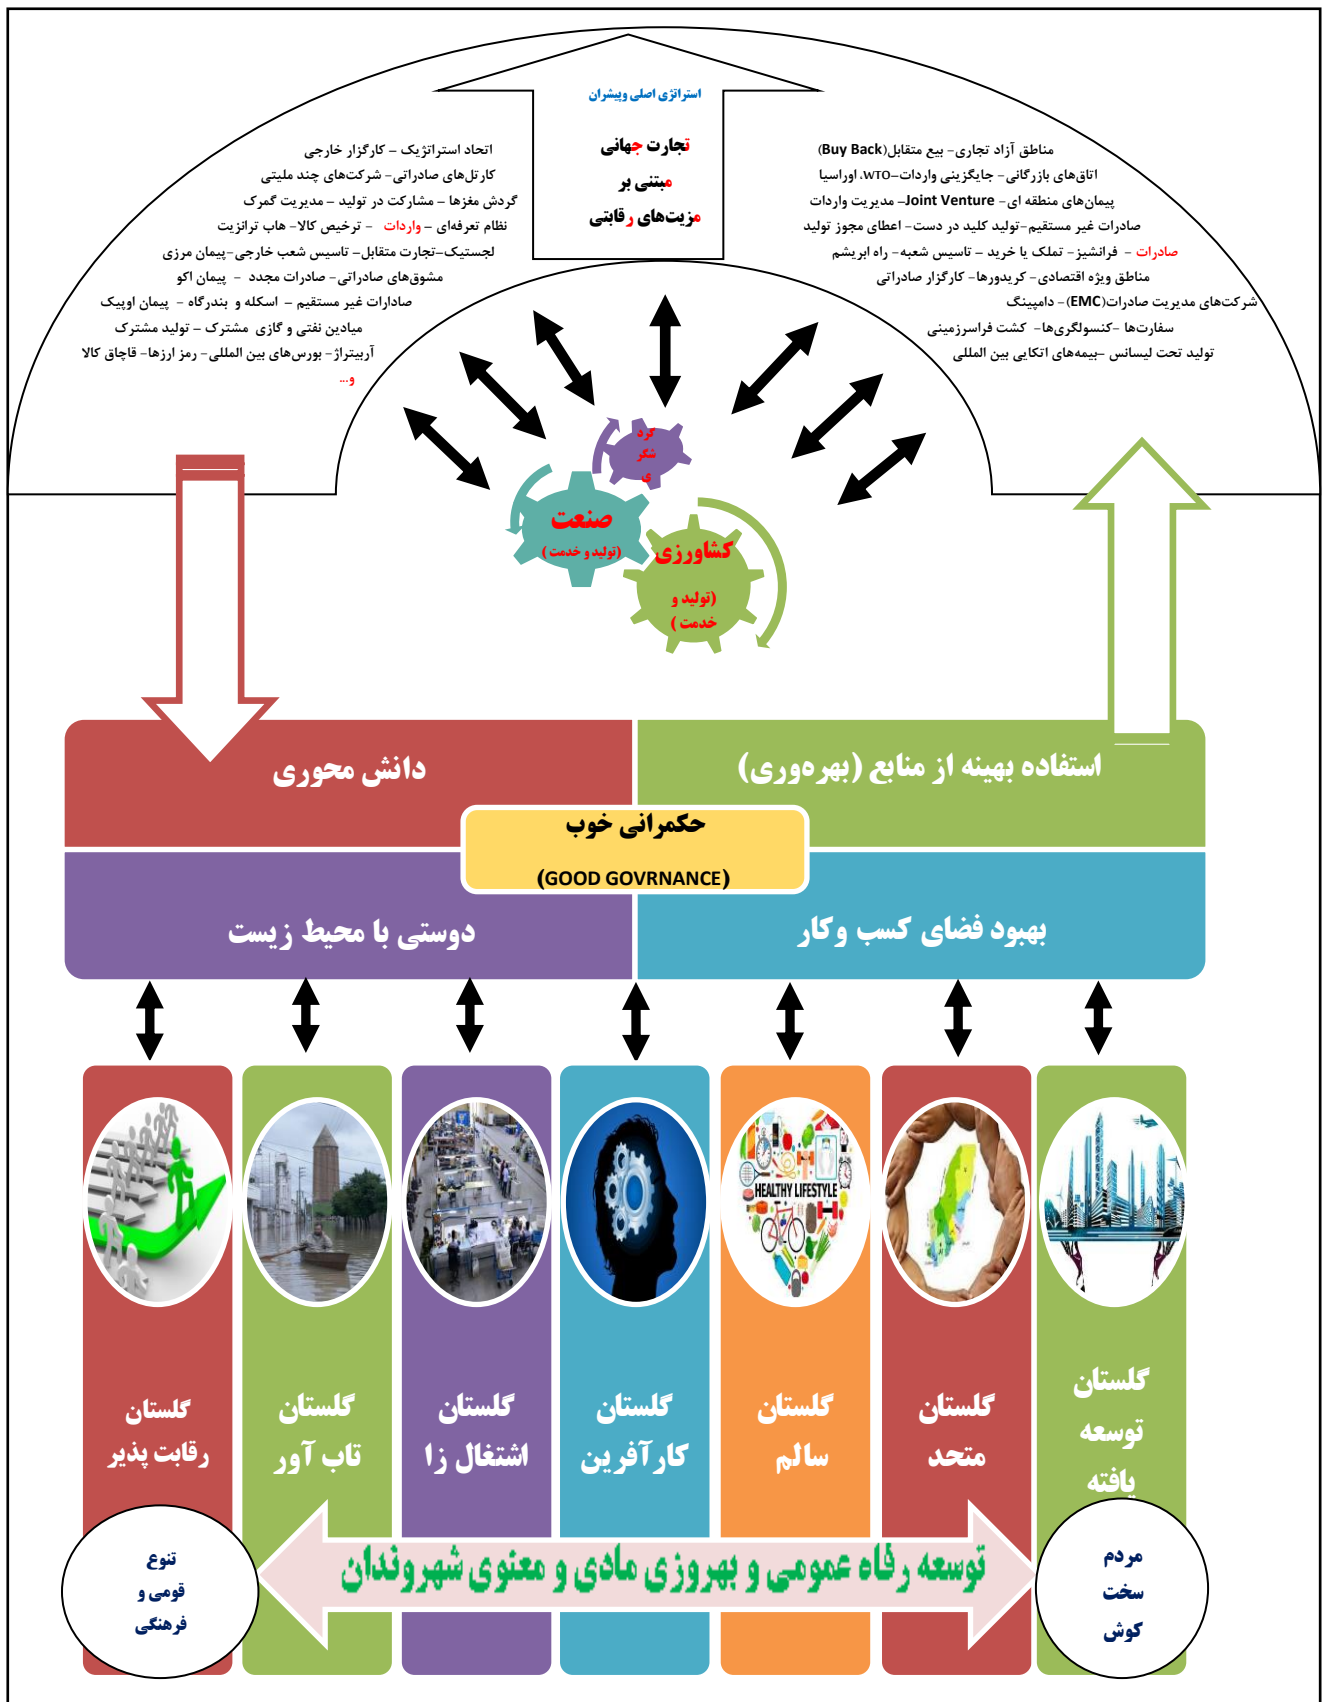 استراتژی اصلی وپیشران
تجارت جهانی
مبتنی بر
مزیت‌های رقابتی
مناطق آزاد تجاری- بیع متقابل(Buy Back)
اتاق‌های بازرگانی- جایگزینی واردات-WTO، اوراسیا
پیمان‌های منطقه ای- Joint Venture- مدیریت واردات
صادرات غیر مستقیم-تولید کلید در دست- اعطای مجوز تولید
صادرات – فرانشیز- تملک یا خرید – تاسیس شعبه- راه ابریشم
مناطق ویژه اقتصادی- کریدورها- کارگزار صادراتی
شرکت‌های مدیریت صادرات(EMC)- دامپینگ
سفارت‌ها -کنسولگری‌ها- کشت فراسرزمینی
تولید تحت لیسانس -بیمه‌های اتکایی بین المللی
اتحاد استراتژیک – کارگزار خارجی
کارتل‌های صادراتی- شرکت‌های چند ملیتی
گردش مغزها – مشارکت در تولید – مدیریت گمرک
نظام تعرفه‌ای – واردات – ترخیص کالا- هاب ترانزیت
لجستیک-تجارت متقابل- تاسیس شعب خارجی-پیمان مرزی
مشوق‌های صادراتی- صادرات مجدد – پیمان اکو
صادارات غیر مستقیم – اسکله و بندرگاه – پیمان اوپیک
میادین نفتی و گازی مشترک – تولید مشترک
آربیتراژ- بورس‌های بین المللی- رمز ارزها- قاچاق کالا
و...
گرد
شگر
ی
صنعت
(تولید و خدمت )
کشاورزی
(تولید و
خدمت )
استفاده بهینه از منابع (بهره‌وری)
دانش محوری
حکمرانی خوب
(GOOD GOVRNANCE)
بهبود فضای کسب وکار
دوستی با محیط زیست
HEALTHY LIFESTYLE
گلستان
توسعه
یافته
گلستان
متحد
گلستان
سالم
گلستان
کارآفرین
گلستان
اشتغال زا
گلستان
تاب آور
گلستان
رقابت پذیر
مردم
سخت
کوش
توسعه رفاه عمومی و بهروزی مادی و معنوی شهروندان
تنوع
قومی و
فرهنگی